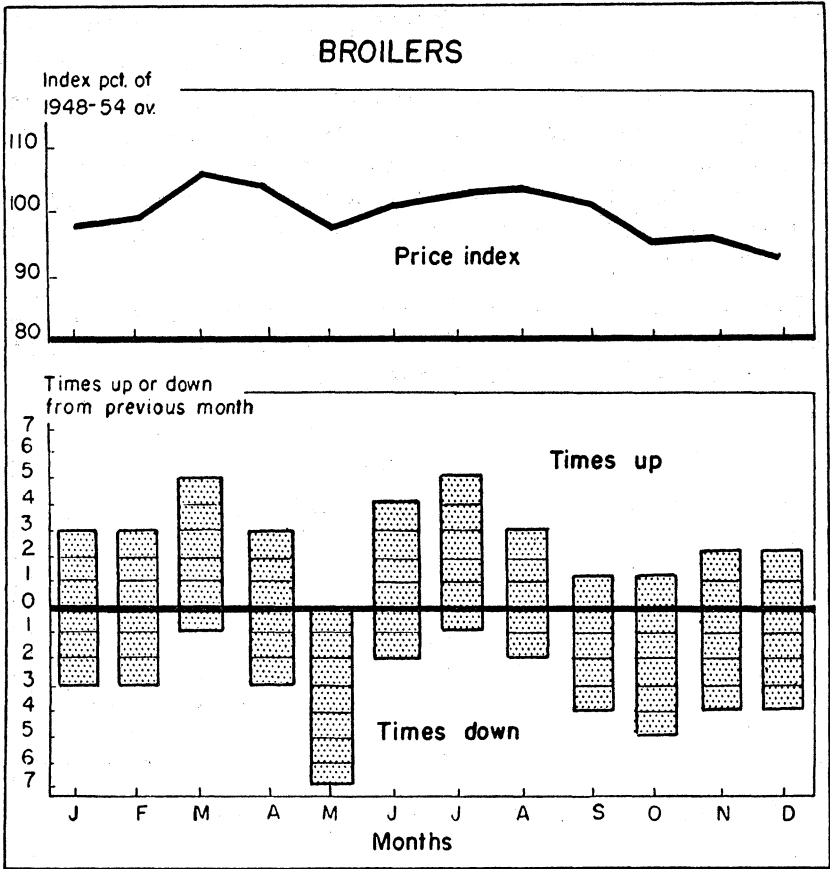 BROILERS
Index pct. of
1948-54 av.
110
100
90
80
Price index
Times up or down
from previous month
7
6
5
4
3
2
1
0
1
2
3
4
5
6
7
Times up
Times down
J F M A M J J A S O N D
Months